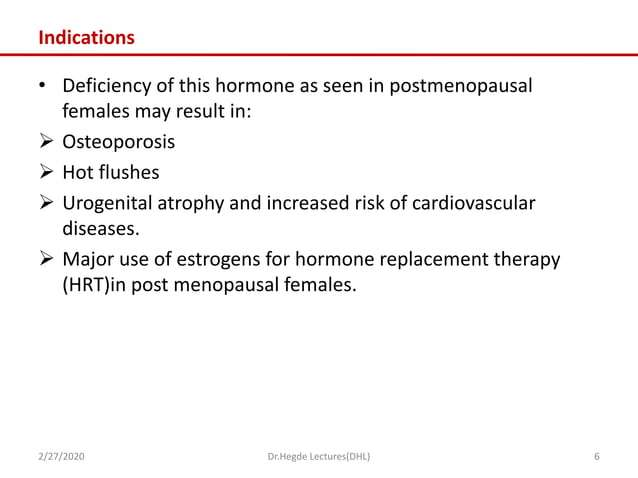 Indications
• Deficiency of this hormone as seen in postmenopausal
females may result in:
➢ Osteoporosis
➢ Hot flushes
➢ Urogenital atrophy and increased risk of cardiovascular
diseases.
➢ Major use of estrogens for hormone replacement therapy
(HRT)in post menopausal females.
2/27/2020
Dr.Hegde Lectures(DHL)
6